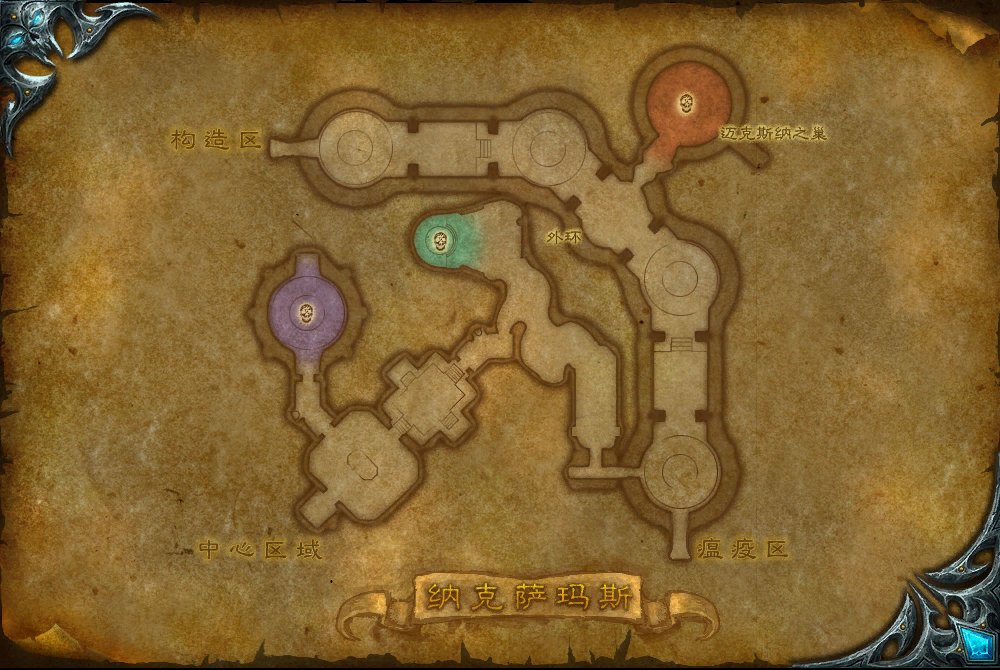 构造区
迈克斯纳之巢
外环
中心区域
瘟疫区
纳克萨玛斯